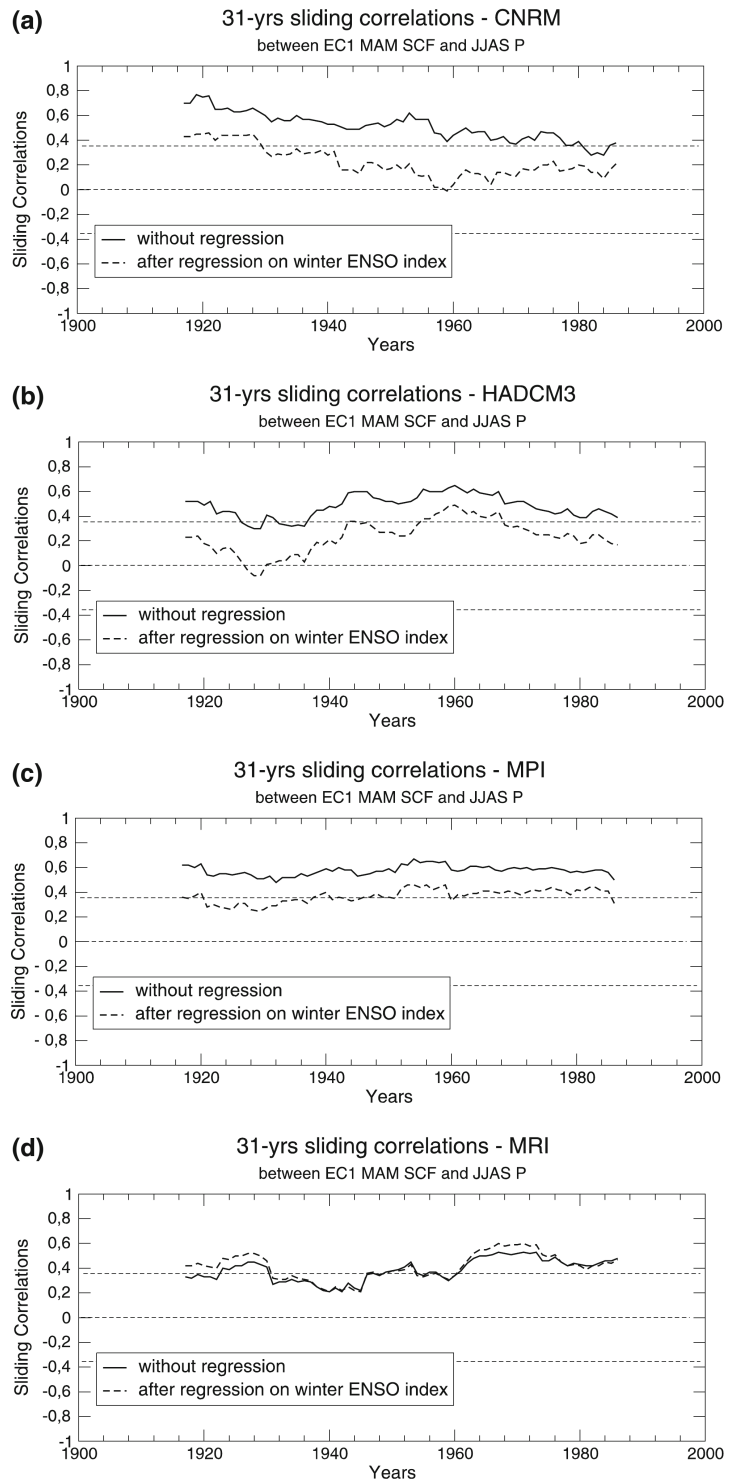 (a)
31-yrs sliding correlations - CNRM
between EC1 MAM SCF and JJAS P
Sliding Correlations
1
0,8
0,6
0,4
0,2
0
-0,2
-0,4
-0,6
-0,8
-1
without regression
after regression on winter ENSO index
1900 1920 1940 1960 1980 2000
Years
(b)
31-yrs sliding correlations - HADCM3
between EC1 MAM SCF and JJAS P
Sliding Correlations
1
0,8
0,6
0,4
0,2
0
-0,2
-0,4
-0,6
-0,8
-1
without regression
after regression on winter ENSO index
1900 1920 1940 1960 1980 2000
Years
(c)
31-yrs sliding correlations - MPI
between EC1 MAM SCF and JJAS P
Sliding Correlations
1
0,8
0,6
0,4
0,2
0
- 0,2
- 0,4
- 0,6
- 0,8
-1
without regression
after regression on winter ENSO index
1900 1920 1940 1960 1980 2000
Years
(d)
31-yrs sliding correlations - MRI
between EC1 MAM SCF and JJAS P
Sliding Correlations
1
0,8
0,6
0,4
0,2
0
-0,2
-0,4
-0,6
-0,8
-1
without regression
after regression on winter ENSO index
1900 1920 1940 1960 1980 2000
Years